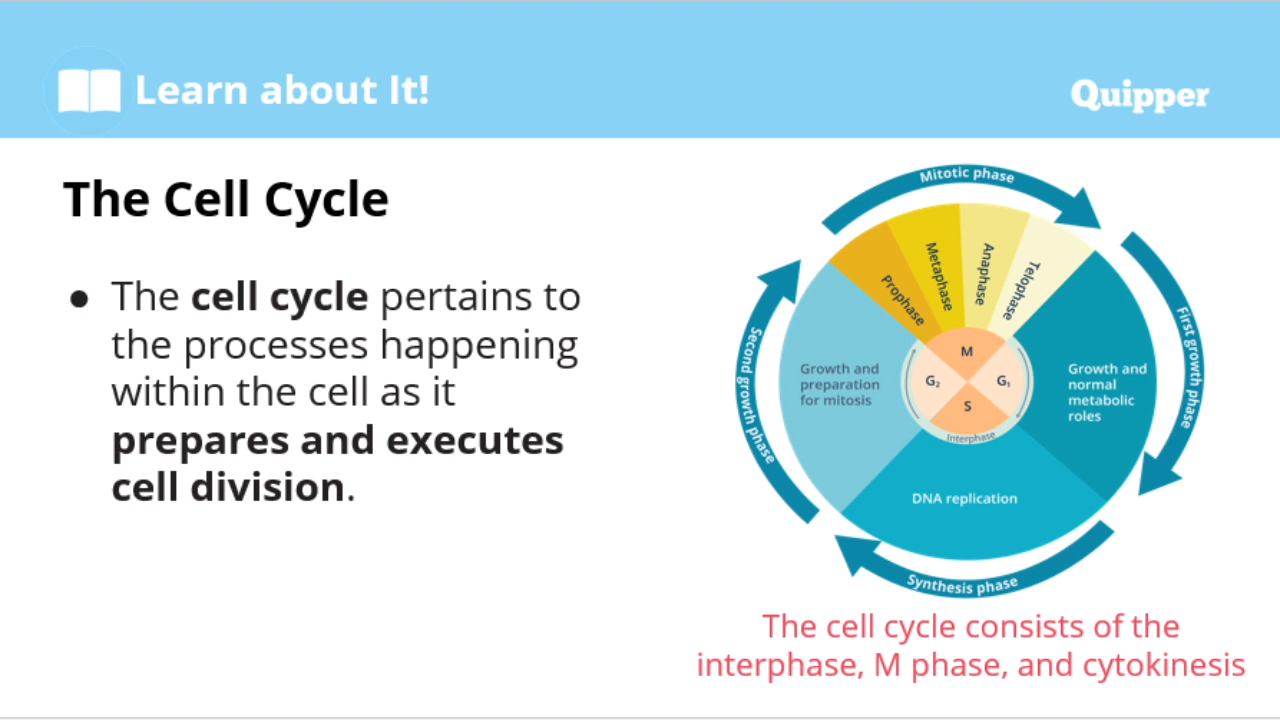 Learn about It!
Quipper
The Cell Cycle
● The cell cycle pertains to
the processes happening
within the cell as it
prepares and executes
cell division.
Mitotic phase
First growth phase
Synthesis phase
Second growth phase
Prophase
Metaphase
Anaphase
Telophase
Growth and
preparation
for mitosis
Growth and
normal
metabolic
roles
DNA replication
M
G₂
G₁
S
Interphase
The cell cycle consists of the
interphase, M phase, and cytokinesis